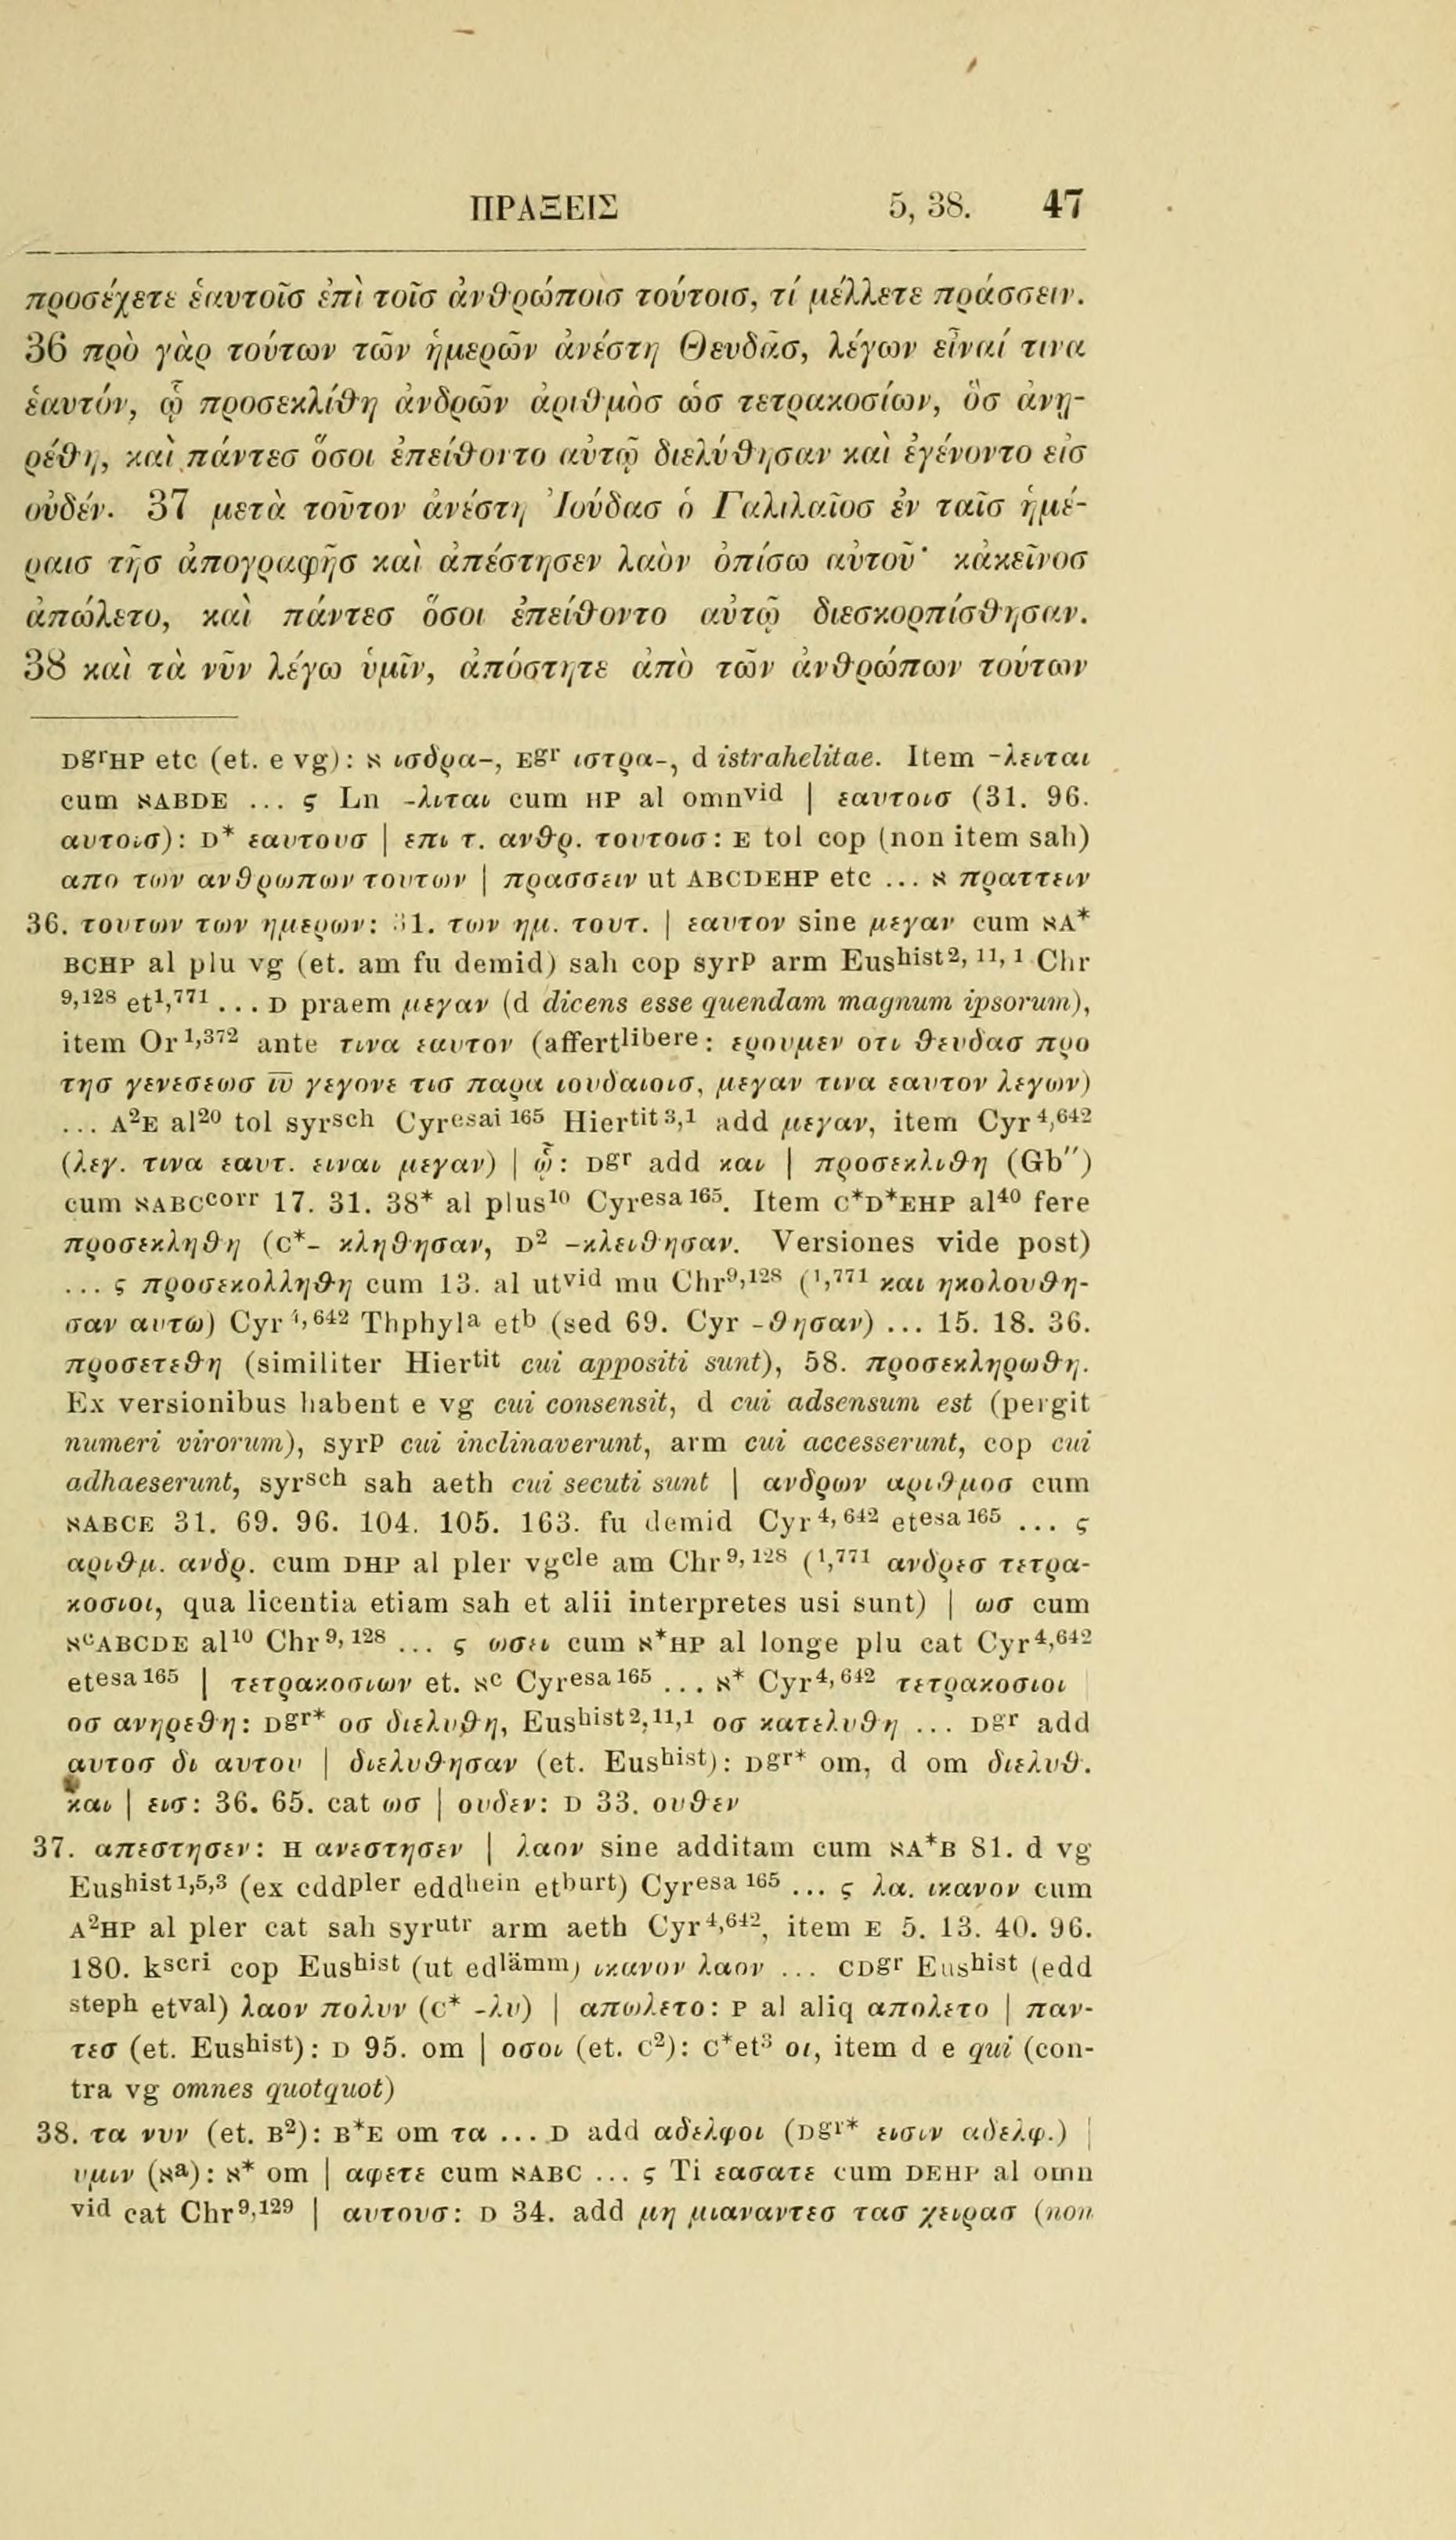 ΠΡΑΞΕΙΣ 5, 38. 47
προσέχετε ἑαυτοῖσ ἐπὶ τοῖσ ἀνθρώποισ τούτοισ, τί μέλλετε πράσσειν.
36 πρὸ γὰρ τούτων τῶν ἡμερῶν ἀνέστη Θευδᾶσ, λέγων εἶναί τινα
ἑαυτόν, ᾧ προσεκλίθη ἀνδρῶν ἀριθμὸσ ὡσ τετρακοσίων, ὃσ ἀνῃ-
ρέθη, καὶ πάντεσ ὅσοι ἐπείθοντο αὐτῷ διελύθησαν καὶ ἐγένοντο εἰσ
οὐδέν. 37 μετὰ τοῦτον ἀνέστη Ἰούδασ ὁ Γαλιλαῖοσ ἐν ταῖσ ἡμέ-
ραισ τῆσ ἀπογραφῆσ καὶ ἀπέστησεν λαὸν ὀπίσω αὐτοῦ· κἀκεῖνοσ
ἀπώλετο, καὶ πάντεσ ὅσοι ἐπείθοντο αὐτῷ διεσκορπίσθησαν.
38 καὶ τὰ νῦν λέγω ὑμῖν, ἀπόστητε ἀπὸ τῶν ἀνθρώπων τούτων
DgrHP etc (et. e vg): ℵ ισδρα-, Egr ιστρα-, d istrahelitae. Item -λειται
cum ℵABDE ... ς Ln -λιται cum HP al omnvid | εαυτοισ (31. 96.
αυτοισ): D* εαυτουσ | επι τ. ανθρ. τουτοισ: E tol cop (non item sah)
απο των ανθρωπων τουτων | πρασσειν ut ABCDEHP etc ... ℵ πραττειν
36. τουτων των ημερων: 31. των ημ. τουτ. | εαυτον sine μεγαν cum ℵA*
BCHP al plu vg (et. am fu demid) sah cop syrp arm Eushist2, 11, 1 Chr
9,128 et1,771 ... D praem μεγαν (d dicens esse quendam magnum ipsorum),
item Or1,372 ante τινα εαυτον (affertlibere: ερουμεν οτι θευδασ προ
τησ γενεσεωσ ιυ γεγονε τισ παρα ιουδαιοισ, μεγαν τινα εαυτον λεγων)
... A2E al20 tol syrsch Cyresai 165 Hiertit 3,1 add μεγαν, item Cyr4,642
(λεγ. τινα εαυτ. ειναι μεγαν) | ᾧ: Dgr add και | προσεκλιθη (Gb")
cum ℵABCcorr 17. 31. 38* al plus10 Cyresa 165. Item C*D*EHP al40 fere
προσεκληθη (C*- κληθησαν, D2 -κλειθησαν. Versiones vide post)
... ς προσεκολληθη cum 13. al utvid mu Chr9,128 (1,771 και ηκολουθη-
σαν αυτω) Cyr4,642 Thphyla etb (sed 69. Cyr -θησαν) ... 15. 18. 36.
προσετεθη (similiter Hiertit cui appositi sunt), 58. προσεκληρωθη.
Ex versionibus habent e vg cui consensit, d cui adsensum est (pergit
numeri virorum), syrp cui inclinaverunt, arm cui accesserunt, cop cui
adhaeserunt, syrsch sah aeth cui secuti sunt | ανδρων αριθμοσ cum
ℵABCE 31. 69. 96. 104. 105. 163. fu demid Cyr4, 642 etesa 165 ... ς
αριθμ. ανδρ. cum DHP al pler vgcle am Chr9, 128 (1,771 ανδρεσ τετρα-
κοσιοι, qua licentia etiam sah et alii interpretes usi sunt) | ωσ cum
ℵcABCDE al10 Chr9, 128 ... ς ωσει cum ℵ*HP al longe plu cat Cyr4,642
etesa 165 | τετρακοσιων et. ℵc Cyresa 165 ... ℵ* Cyr4, 642 τετρακοσιοι
οσ ανηρεθη: Dgr* οσ διελυθη, Eushist2,11,1 οσ κατελυθη ... Dgr add
αυτοσ δι αυτου | διελυθησαν (et. Eushist): Dgr* om, d om διελυθ.
και | εισ: 36. 65. cat ωσ | ουδεν: D 33. ουθεν
37. απεστησεν: H ανεστησεν | λαον sine additam cum ℵA*B 81. d vg
Eushist1,5,3 (ex cddpler eddhein etburt) Cyresa 165 ... ς λα. ικανον cum
A2HP al pler cat sah syrutr arm aeth Cyr4,642, item E 5. 13. 40. 96.
180. kscri cop Eushist (ut edlämm) ικανον λαον ... CDgr Eushist (edd
steph etval) λαον πολυν (C* -λυ) | απωλετο: P al aliq απολετο | παν-
τεσ (et. Eushist): D 95. om | οσοι (et. C2): C*et3 οι, item d e qui (con-
tra vg omnes quotquot)
38. τα νυν (et. B2): B*E om τα ... D add αδελφοι (Dgr* εισιν αδελφ.) |
υμιν (ℵa): ℵ* om | αφετε cum ℵABC ... ς Ti εασατε cum DEHP al omn
vid cat Chr9,129 | αυτουσ: D 34. add μη μιαναντεσ τασ χειρασ (non